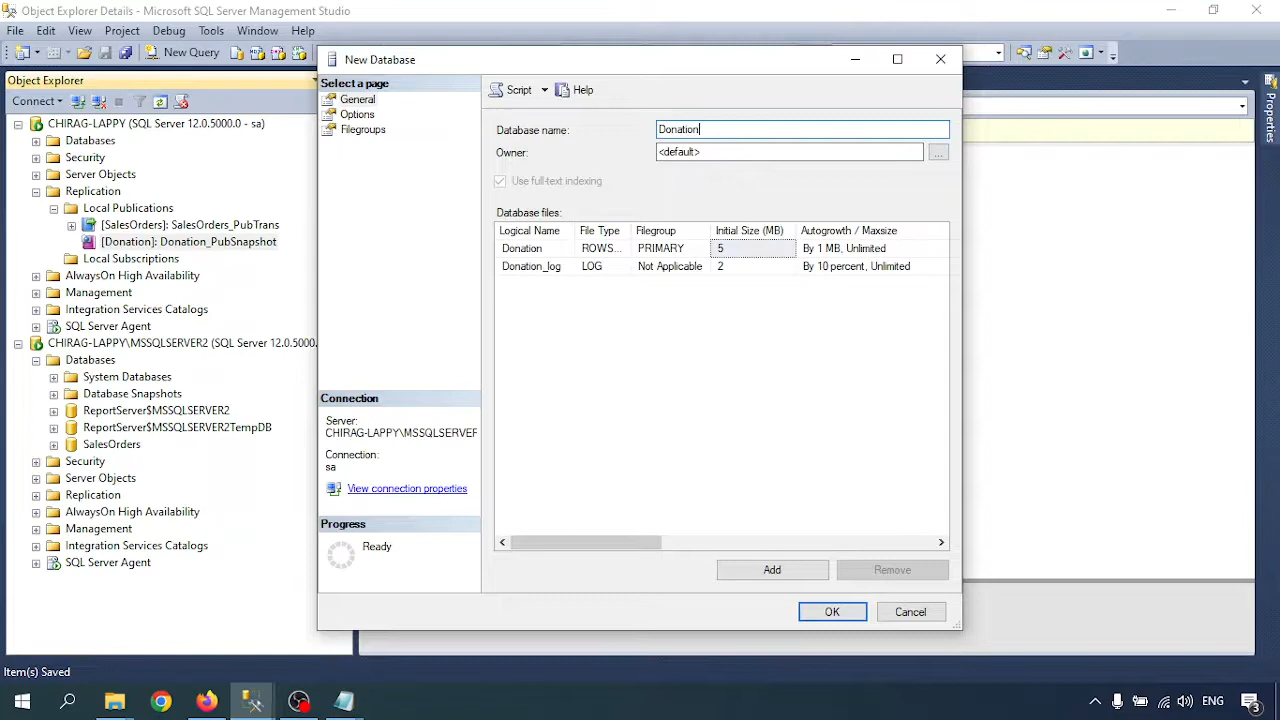 Object Explorer Details - Microsoft SQL Server Management Studio
File Edit View Project Debug Tools Window Help
New Query
Object Explorer
Connect
CHIRAG-LAPPY (SQL Server 12.0.5000.0 - sa)
Databases
Security
Server Objects
Replication
Local Publications
[SalesOrders]: SalesOrders_PubTrans
[Donation]: Donation_PubSnapshot
Local Subscriptions
AlwaysOn High Availability
Management
Integration Services Catalogs
SQL Server Agent
CHIRAG-LAPPY\MSSQLSERVER2 (SQL Server 12.0.5000.
Databases
System Databases
Database Snapshots
ReportServer$MSSQLSERVER2
ReportServer$MSSQLSERVER2TempDB
SalesOrders
Security
Server Objects
Replication
AlwaysOn High Availability
Management
Integration Services Catalogs
SQL Server Agent
New Database
Select a page
General
Options
Filegroups
Connection
Server:
CHIRAG-LAPPY\MSSQLSERVEF
Connection:
sa
View connection properties
Progress
Ready
Script Help
Database name: Donation
Owner: <default> ...
Use full-text indexing
Database files:
Logical Name File Type Filegroup Initial Size (MB) Autogrowth / Maxsize
Donation ROWS... PRIMARY 5 By 1 MB, Unlimited
Donation_log LOG Not Applicable 2 By 10 percent, Unlimited
Add Remove
OK Cancel
Properties
Item(s) Saved
ENG
3